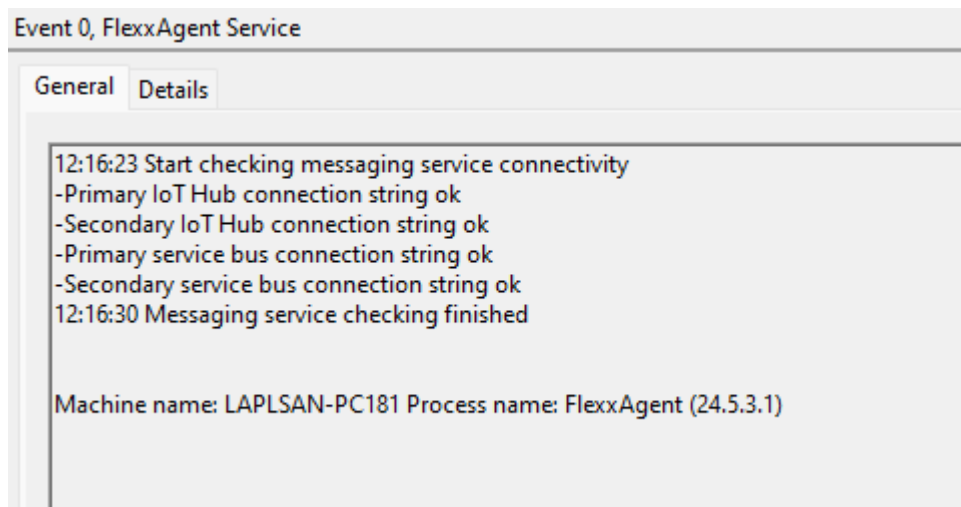 Event 0, FlexxAgent Service
General Details
12:16:23 Start checking messaging service connectivity
-Primary IoT Hub connection string ok
-Secondary IoT Hub connection string ok
-Primary service bus connection string ok
-Secondary service bus connection string ok
12:16:30 Messaging service checking finished
Machine name: LAPLSAN-PC181 Process name: FlexxAgent (24.5.3.1)